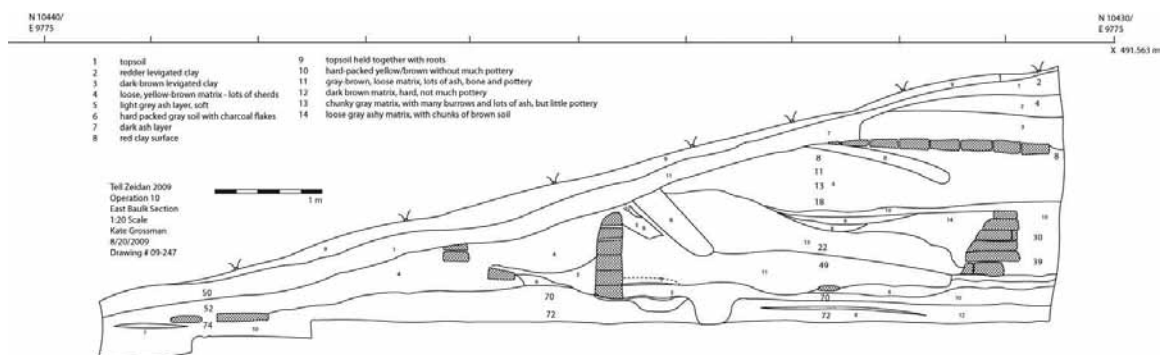 N 10440/
E 9775
N 10430/
E 9775
X 491.563 m
1 topsoil
2 redder levigated clay
3 dark-brown levigated clay
4 loose, yellow-brown matrix - lots of sherds
5 light grey ash layer, soft
6 hard packed gray soil with charcoal flakes
7 dark ash layer
8 red clay surface
9 topsoil held together with roots
10 hard-packed yellow/brown without much pottery
11 gray-brown, loose matrix, lots of ash, bone and pottery
12 dark brown matrix, hard, not much pottery
13 chunky gray matrix, with many burrows and lots of ash, but little pottery
14 loose gray ashy matrix, with chunks of brown soil
Tell Zeidan 2009
Operation 10
East Baulk Section
1:20 Scale
Kate Grossman
8/20/2009
Drawing # 09-247
1 m
2
4
8
8
11
13
18
22
30
39
49
50
52
70
70
72
72
74